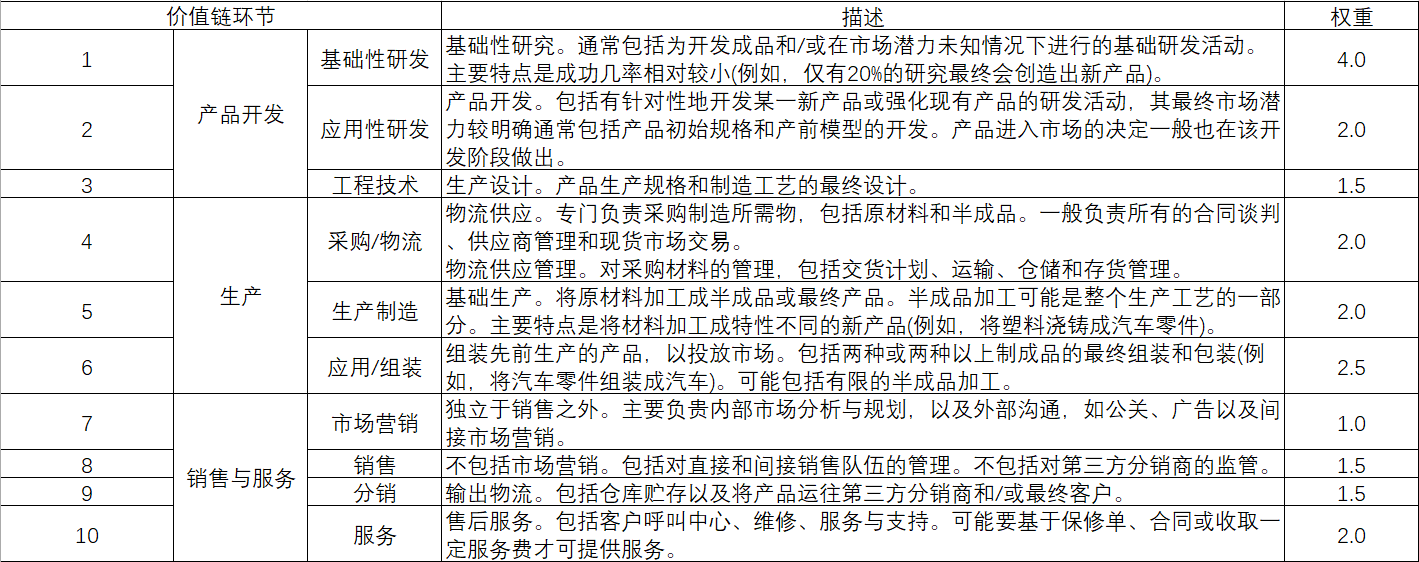 价值链环节 描述 权重
1 产品开发 基础性研发 基础性研究。通常包括为开发成品和/或在市场潜力未知情况下进行的基础研发活动。
主要特点是成功几率相对较小(例如，仅有20%的研究最终会创造出新产品)。 4.0
2 应用性研发 产品开发。包括有针对性地开发某一新产品或强化现有产品的研发活动，其最终市场潜
力较明确通常包括产品初始规格和产前模型的开发。产品进入市场的决定一般也在该开
发阶段做出。 2.0
3 工程技术 生产设计。产品生产规格和制造工艺的最终设计。 1.5
4 生产 采购/物流 物流供应。专门负责采购制造所需物，包括原材料和半成品。一般负责所有的合同谈判
、供应商管理和现货市场交易。
物流供应管理。对采购材料的管理，包括交货计划、运输、仓储和存货管理。 2.0
5 生产制造 基础生产。将原材料加工成半成品或最终产品。半成品加工可能是整个生产工艺的一部
分。主要特点是将材料加工成特性不同的新产品(例如，将塑料浇铸成汽车零件)。 2.0
6 应用/组装 组装先前生产的产品，以投放市场。包括两种或两种以上制成品的最终组装和包装(例
如，将汽车零件组装成汽车)。可能包括有限的半成品加工。 2.5
7 销售与服务 市场营销 独立于销售之外。主要负贵内部市场分析与规划，以及外部沟通，如公关、广告以及间
接市场营销。 1.0
8 销售 不包括市场营销。包括对直接和间接销售队伍的管理。不包括对第三方分销商的监管。 1.5
9 分销 输出物流。包括仓库贮存以及将产品运往第三方分销商和/或最终客户。 1.5
10 服务 售后服务。包括客户呼叫中心、维修、服务与支持。可能要基于保修单、合同或收取一
定服务费才可提供服务。 2.0